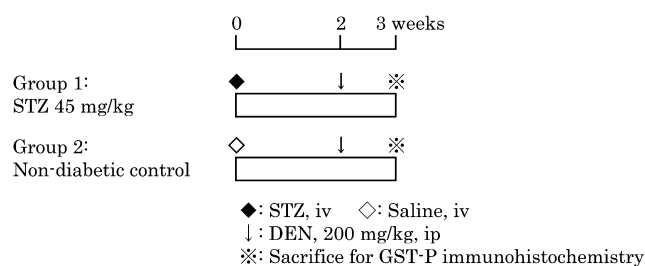 0 2 3 weeks
Group 1:
STZ 45 mg/kg
↓ ※
Group 2:
Non-diabetic control
↓ ※
◆: STZ, iv ◇: Saline, iv
↓: DEN, 200 mg/kg, ip
※: Sacrifice for GST-P immunohistochemistry